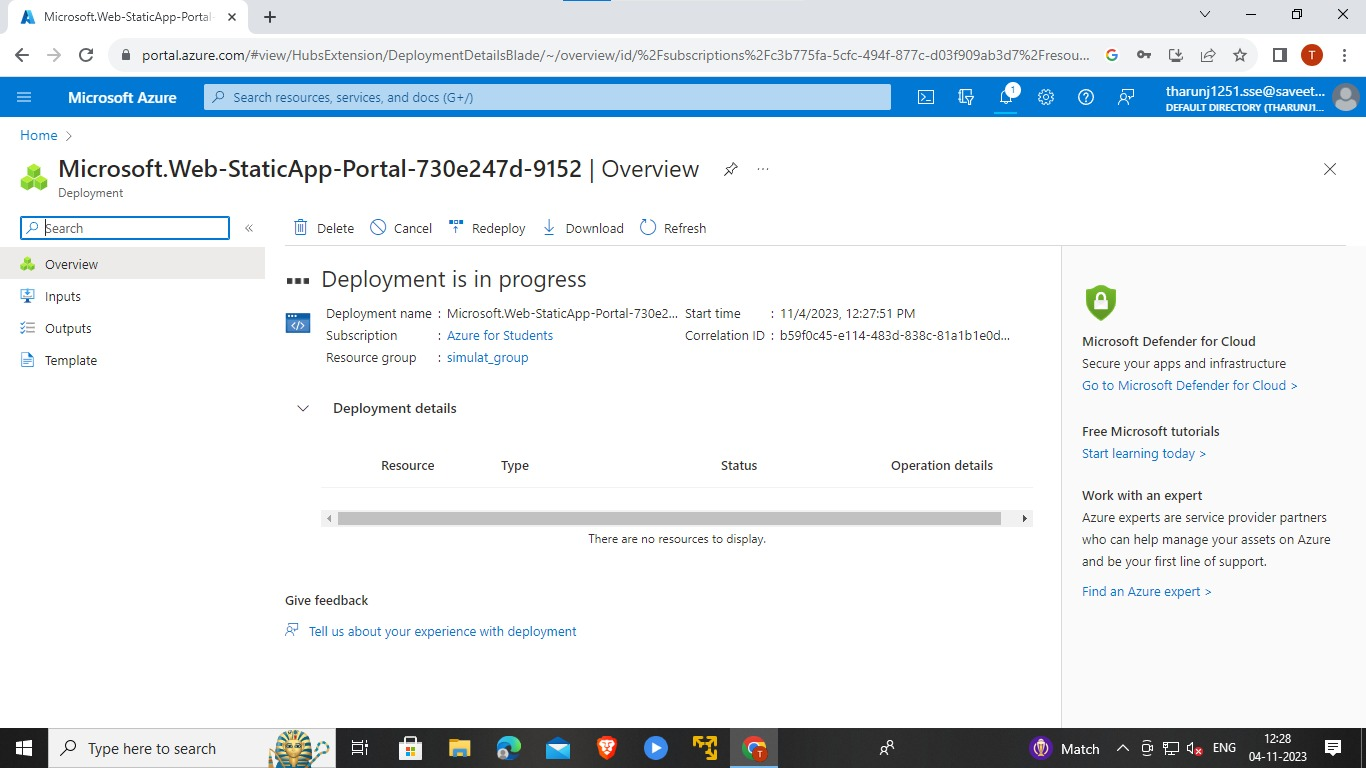 Microsoft.Web-StaticApp-Portal-
portal.azure.com/#view/HubsExtension/DeploymentDetailsBlade/~/overview/id/%2Fsubscriptions%2Fc3b775fa-5cfc-494f-877c-d03f909ab3d7%2Fresou...
T
Microsoft Azure
Search resources, services, and docs (G+/)
1
tharunj1251.sse@saveet...
DEFAULT DIRECTORY (THARUNJ1...
Home
Microsoft.Web-StaticApp-Portal-730e247d-9152 | Overview
...
Deployment
Search
«
Delete
Cancel
Redeploy
Download
Refresh
Overview
Inputs
Outputs
Template
Deployment is in progress
Deployment name : Microsoft.Web-StaticApp-Portal-730e2...
Start time : 11/4/2023, 12:27:51 PM
Subscription : Azure for Students
Correlation ID : b59f0c45-e114-483d-838c-81a1b1e0d...
Resource group : simulat_group
Deployment details
Resource Type Status Operation details
There are no resources to display.
Give feedback
Tell us about your experience with deployment
Microsoft Defender for Cloud
Secure your apps and infrastructure
Go to Microsoft Defender for Cloud >
Free Microsoft tutorials
Start learning today >
Work with an expert
Azure experts are service provider partners
who can help manage your assets on Azure
and be your first line of support.
Find an Azure expert >
Type here to search
T
Match
ENG
12:28
04-11-2023